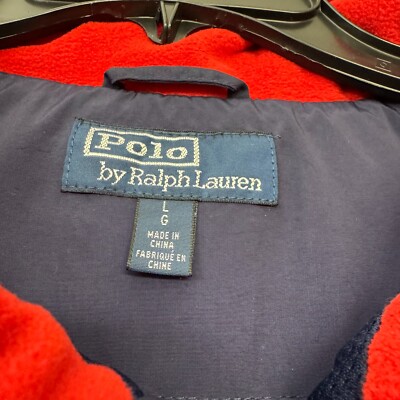 Polo
by Ralph Lauren
L
G
MADE IN
CHINA
FABRIQUÉ EN
CHINE